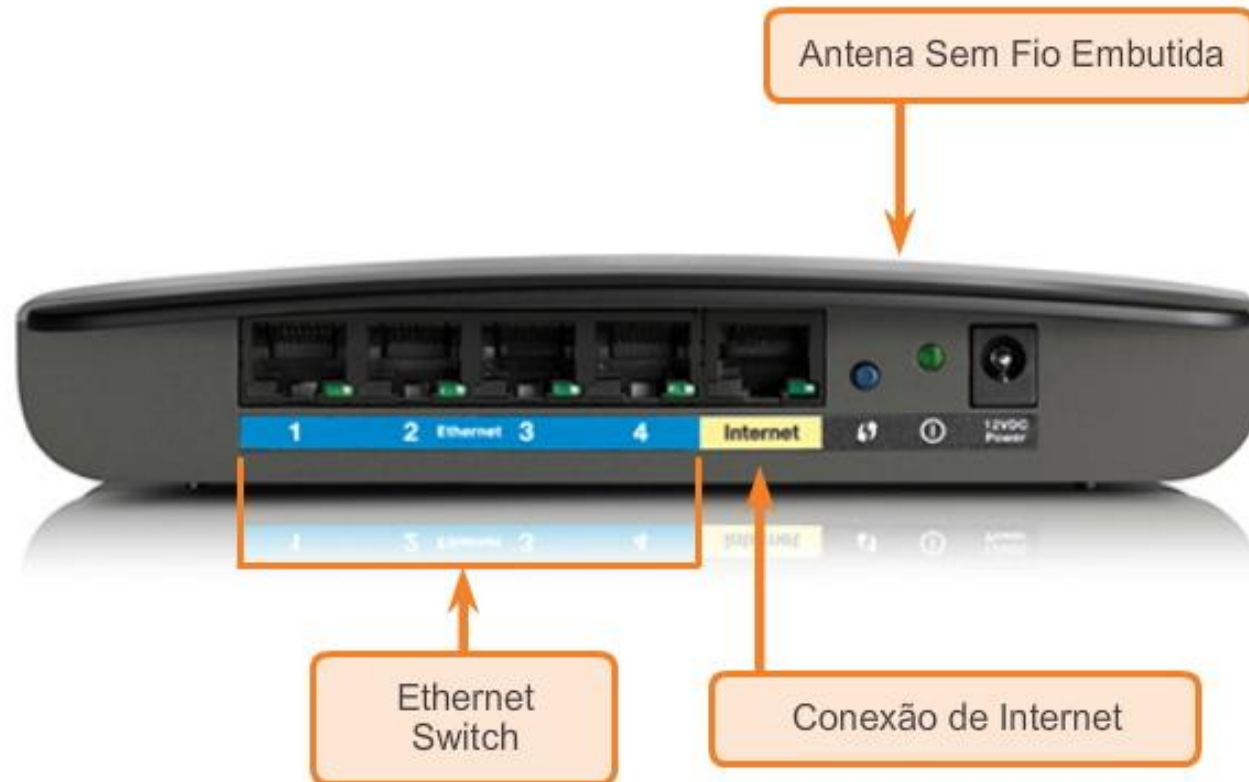 Antena Sem Fio Embutida
1 2 Ethernet 3 4 Internet 12VDC
Power
Ethernet
Switch
Conexão de Internet